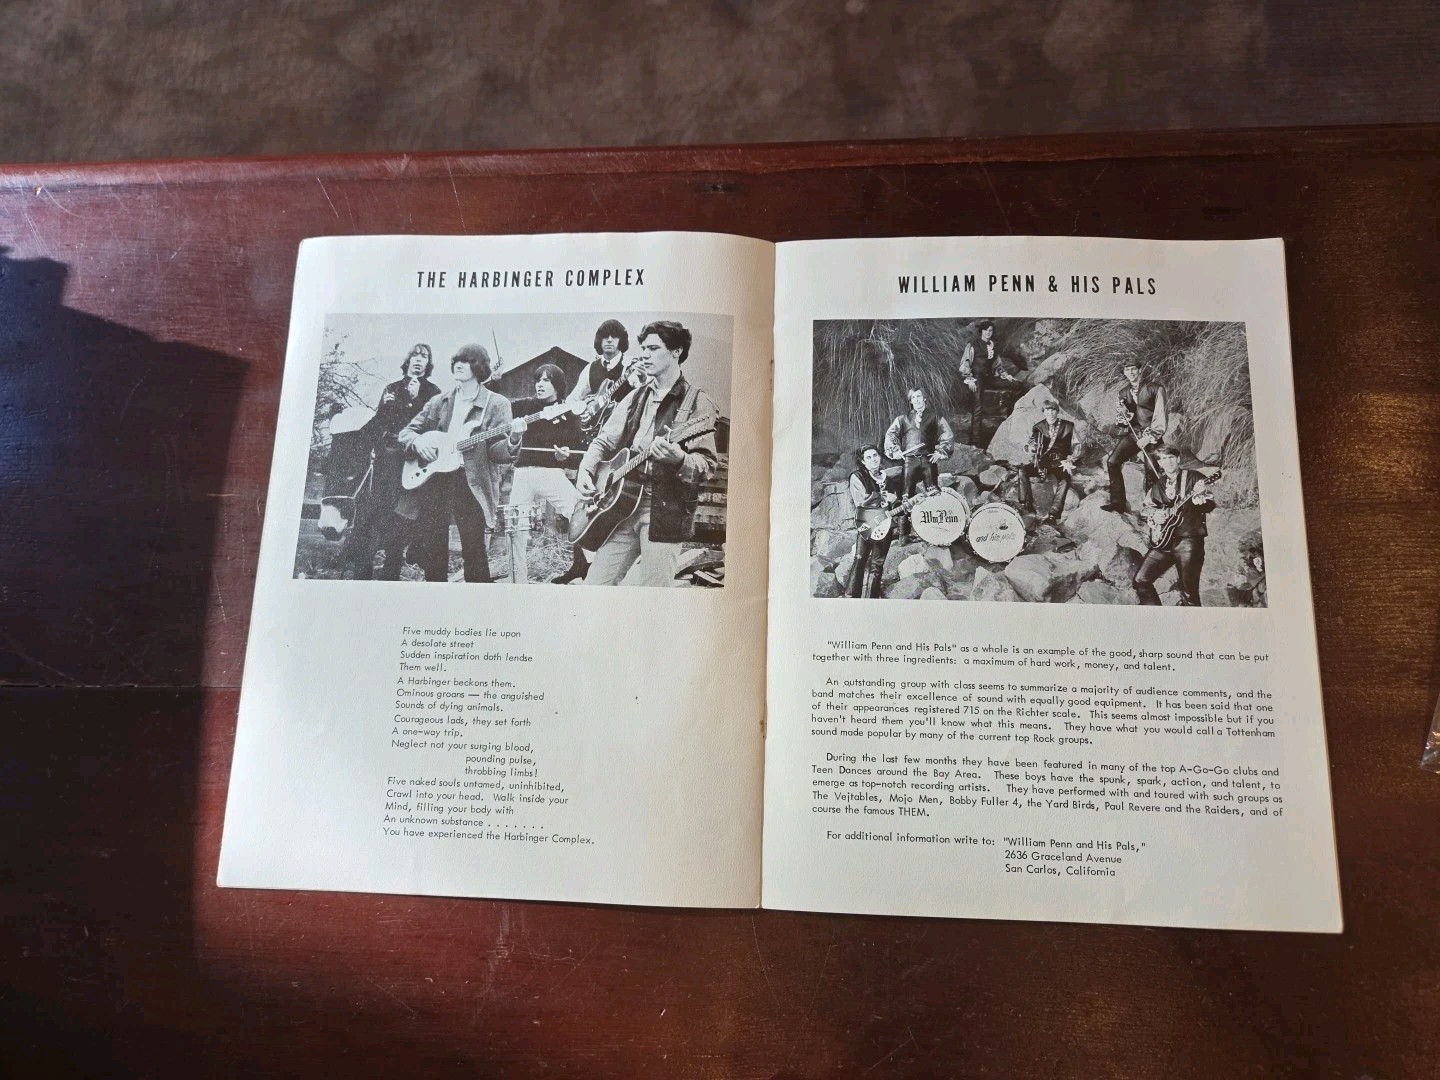 THE HARBINGER COMPLEX
Five muddy bodies lie upon
A desolate street
Sudden inspiration doth lendse
Them well.
A Harbinger beckons them.
Ominous groans — the anguished
Sounds of dying animals.
Courageous lads, they set forth
A one-way trip.
Neglect not your surging blood,
pounding pulse,
throbbing limbs!
Five naked souls untamed, uninhibited,
Crawl into your head. Walk inside your
Mind, filling your body with
An unknown substance . . . . . . .
You have experienced the Harbinger Complex.
WILLIAM PENN & HIS PALS
Wm Penn
and his pals
"William Penn and His Pals" as a whole is an example of the good, sharp sound that can be put
together with three ingredients: a maximum of hard work, money, and talent.
An outstanding group with class seems to summarize a majority of audience comments, and the
band matches their excellence of sound with equally good equipment. It has been said that one
of their appearances registered 715 on the Richter scale. This seems almost impossible but if you
haven't heard them you'll know what this means. They have what you would call a Tottenham
sound made popular by many of the current top Rock groups.
During the last few months they have been featured in many of the top A-Go-Go clubs and
Teen Dances around the Bay Area. These boys have the spunk, spark, action, and talent, to
emerge as top-notch recording artists. They have performed with and toured with such groups as
The Vejtables, Mojo Men, Bobby Fuller 4, the Yard Birds, Paul Revere and the Raiders, and of
course the famous THEM.
For additional information write to: "William Penn and His Pals,"
2636 Graceland Avenue
San Carlos, California